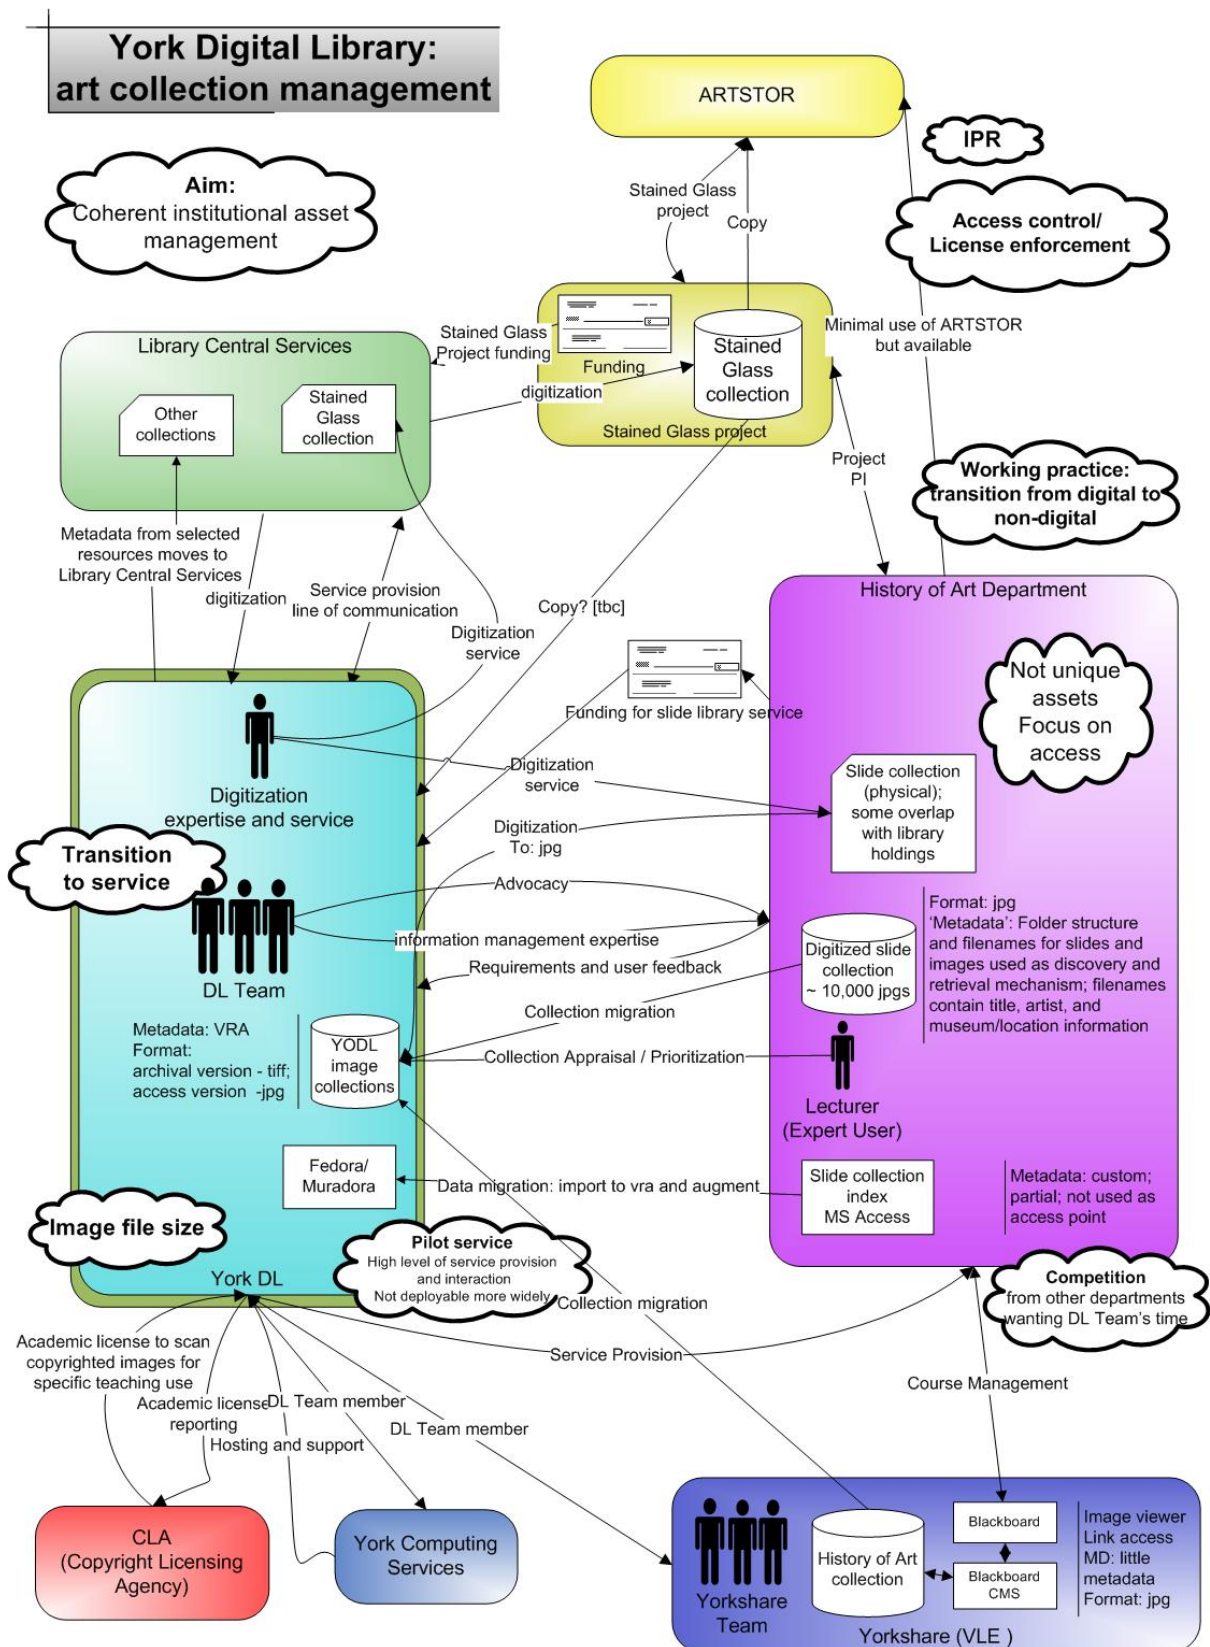 York Digital Library:
art collection management
ARTSTOR
IPR
Aim:
Coherent institutional asset
management
Stained Glass
project
Copy
Access control/
License enforcement
Minimal use of ARTSTOR
but available
Library Central Services
Other
collections
Stained
Glass
collection
Stained Glass
Project funding
digitization
Funding
Stained
Glass
collection
Stained Glass project
Project
PI
Working practice:
transition from digital to
non-digital
Metadata from selected
resources moves to
Library Central Services
digitization
Service provision
line of communication
Digitization
service
Copy? [tbc]
Funding for slide library service
History of Art Department
Not unique
assets
Focus on
access
Digitization
expertise and service
Digitization
service
Slide collection
(physical);
some overlap
with library
holdings
Transition
to service
Digitization
To: jpg
Advocacy
information management expertise
Requirements and user feedback
DL Team
Format: jpg
‘Metadata’: Folder structure
and filenames for slides and
images used as discovery and
retrieval mechanism; filenames
contain title, artist, and
museum/location information
Digitized slide
collection
~ 10,000 jpgs
Collection migration
Metadata: VRA
Format:
archival version - tiff;
access version -jpg
YODL
image
collections
Collection Appraisal / Prioritization
Lecturer
(Expert User)
Fedora/
Muradora
Data migration: import to vra and augment
Slide collection
index
MS Access
Metadata: custom;
partial; not used as
access point
Image file size
York DL
Pilot service
High level of service provision
and interaction
Not deployable more widely
Collection migration
Competition
from other departments
wanting DL Team's time
Service Provision
Course Management
Academic license to scan
copyrighted images for
specific teaching use
Academic license
reporting
DL Team member
Hosting and support
DL Team member
CLA
(Copyright Licensing
Agency)
York Computing
Services
Yorkshare
Team
History of Art
collection
Blackboard
Blackboard
CMS
Image viewer
Link access
MD: little
metadata
Format: jpg
Yorkshare (VLE )